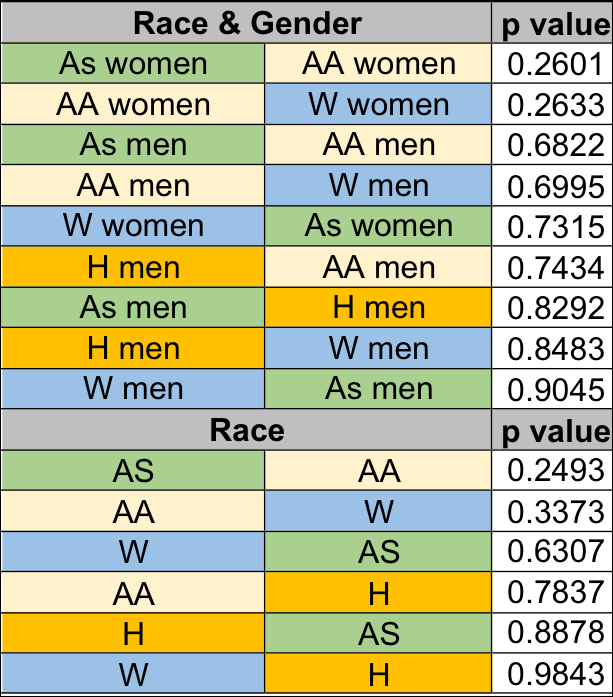 Race & Gender p value
As women AA women 0.2601
AA women W women 0.2633
As men AA men 0.6822
AA men W men 0.6995
W women As women 0.7315
H men AA men 0.7434
As men H men 0.8292
H men W men 0.8483
W men As men 0.9045
Race p value
AS AA 0.2493
AA W 0.3373
W AS 0.6307
AA H 0.7837
H AS 0.8878
W H 0.9843